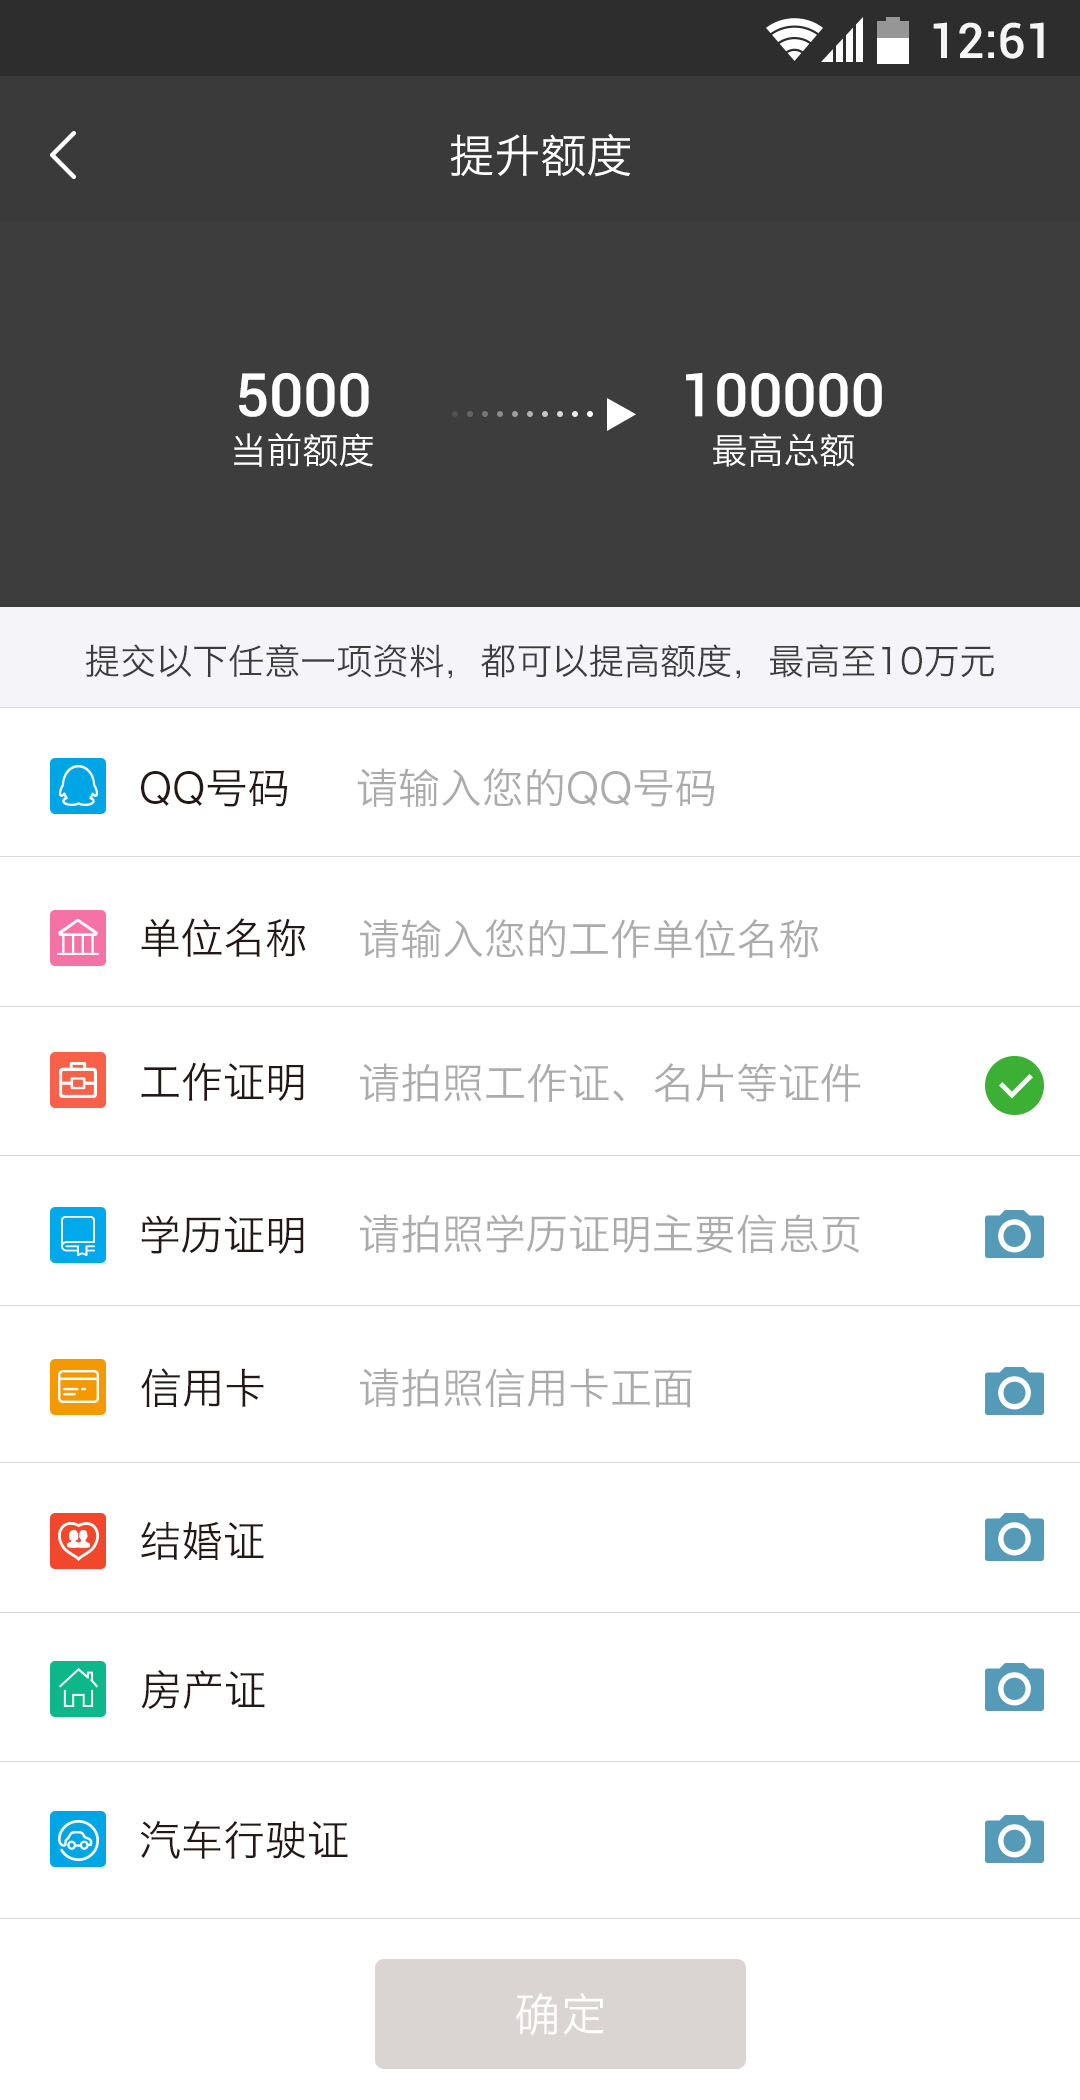 12:61
提升额度
5000 100000
当前额度 最高总额
提交以下任意一项资料，都可以提高额度，最高至10万元
QQ号码 请输入您的QQ号码
单位名称 请输入您的工作单位名称
工作证明 请拍照工作证、名片等证件
学历证明 请拍照学历证明主要信息页
信用卡 请拍照信用卡正面
结婚证
房产证
汽车行驶证
确定